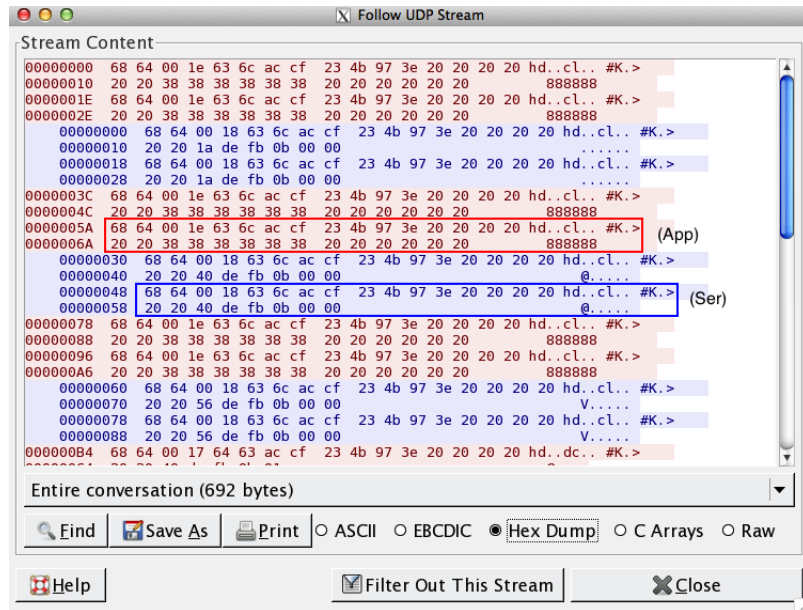 Follow UDP Stream
Stream Content
00000000 68 64 00 1e 63 6c ac cf 23 4b 97 3e 20 20 20 20 hd..cl.. #K.>
00000010 20 20 38 38 38 38 38 38 20 20 20 20 20 20 888888
0000001E 68 64 00 1e 63 6c ac cf 23 4b 97 3e 20 20 20 20 hd..cl.. #K.>
0000002E 20 20 38 38 38 38 38 38 20 20 20 20 20 20 888888
00000000 68 64 00 18 63 6c ac cf 23 4b 97 3e 20 20 20 20 hd..cl.. #K.>
00000010 20 20 1a de fb 0b 00 00 ......
00000018 68 64 00 18 63 6c ac cf 23 4b 97 3e 20 20 20 20 hd..cl.. #K.>
00000028 20 20 1a de fb 0b 00 00 ......
0000003C 68 64 00 1e 63 6c ac cf 23 4b 97 3e 20 20 20 20 hd..cl.. #K.>
0000004C 20 20 38 38 38 38 38 38 20 20 20 20 20 20 888888
0000005A 68 64 00 1e 63 6c ac cf 23 4b 97 3e 20 20 20 20 hd..cl.. #K.>
(App)
0000006A 20 20 38 38 38 38 38 38 20 20 20 20 20 20 888888
00000030 68 64 00 18 63 6c ac cf 23 4b 97 3e 20 20 20 20 hd..cl.. #K.>
00000040 20 20 40 de fb 0b 00 00 @.....
00000048 68 64 00 18 63 6c ac cf 23 4b 97 3e 20 20 20 20 hd..cl.. #K.>
(Ser)
00000058 20 20 40 de fb 0b 00 00 @.....
00000078 68 64 00 1e 63 6c ac cf 23 4b 97 3e 20 20 20 20 hd..cl.. #K.>
00000088 20 20 38 38 38 38 38 38 20 20 20 20 20 20 888888
00000096 68 64 00 1e 63 6c ac cf 23 4b 97 3e 20 20 20 20 hd..cl.. #K.>
000000A6 20 20 38 38 38 38 38 38 20 20 20 20 20 20 888888
00000060 68 64 00 18 63 6c ac cf 23 4b 97 3e 20 20 20 20 hd..cl.. #K.>
00000070 20 20 56 de fb 0b 00 00 V.....
00000078 68 64 00 18 63 6c ac cf 23 4b 97 3e 20 20 20 20 hd..cl.. #K.>
00000088 20 20 56 de fb 0b 00 00 V.....
000000B4 68 64 00 17 64 63 ac cf 23 4b 97 3e 20 20 20 20 hd..dc.. #K.>
Entire conversation (692 bytes)
Find Save As Print ASCII EBCDIC Hex Dump C Arrays Raw
Help Filter Out This Stream Close